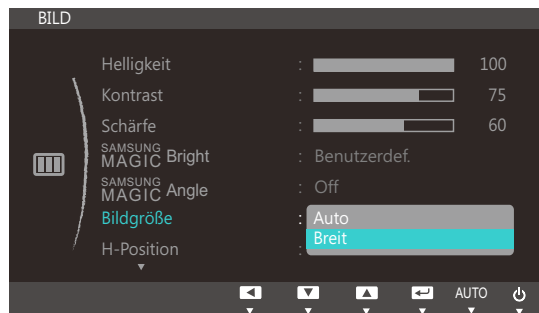 BILD
Helligkeit : 100
Kontrast : 75
Schärfe : 60
SAMSUNG MAGIC Bright : Benutzerdef.
SAMSUNG MAGIC Angle : Off
Bildgröße : Auto
Breit
H-Position :
AUTO